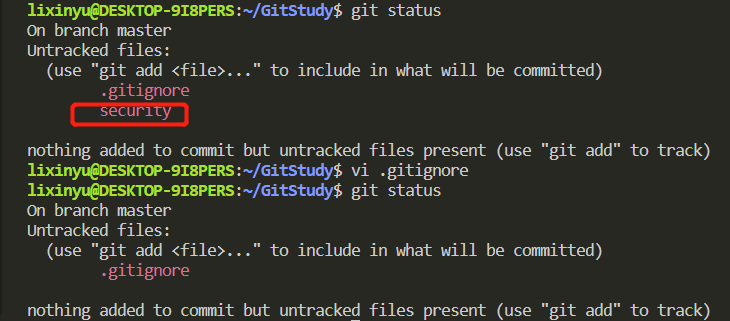 lixinyu@DESKTOP-9I8PERS:~/GitStudy$ git status
On branch master
Untracked files:
  (use "git add <file>..." to include in what will be committed)
        .gitignore
        security

nothing added to commit but untracked files present (use "git add" to track)
lixinyu@DESKTOP-9I8PERS:~/GitStudy$ vi .gitignore
lixinyu@DESKTOP-9I8PERS:~/GitStudy$ git status
On branch master
Untracked files:
  (use "git add <file>..." to include in what will be committed)
        .gitignore

nothing added to commit but untracked files present (use "git add" to track)